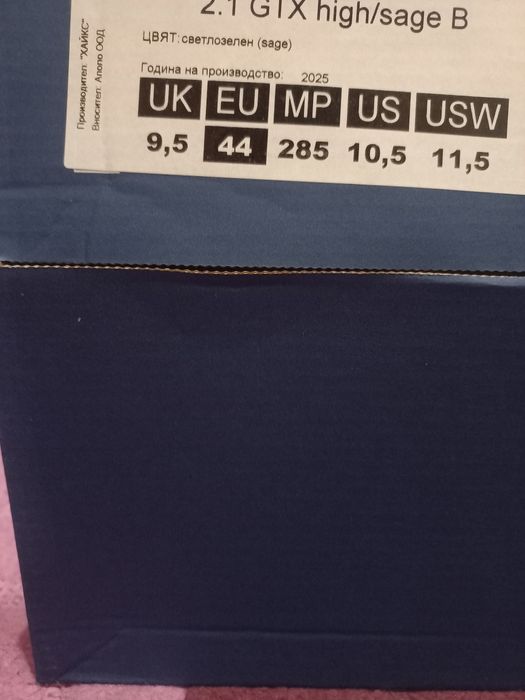 2.1 GTX high/sage B
ЦВЯТ: светлозелен (sage)
Година на производство: 2025
UK EU MP US USW
9,5 44 285 10,5 11,5
Производител: "ХАЙКС"
Вносител: Аполо ООД